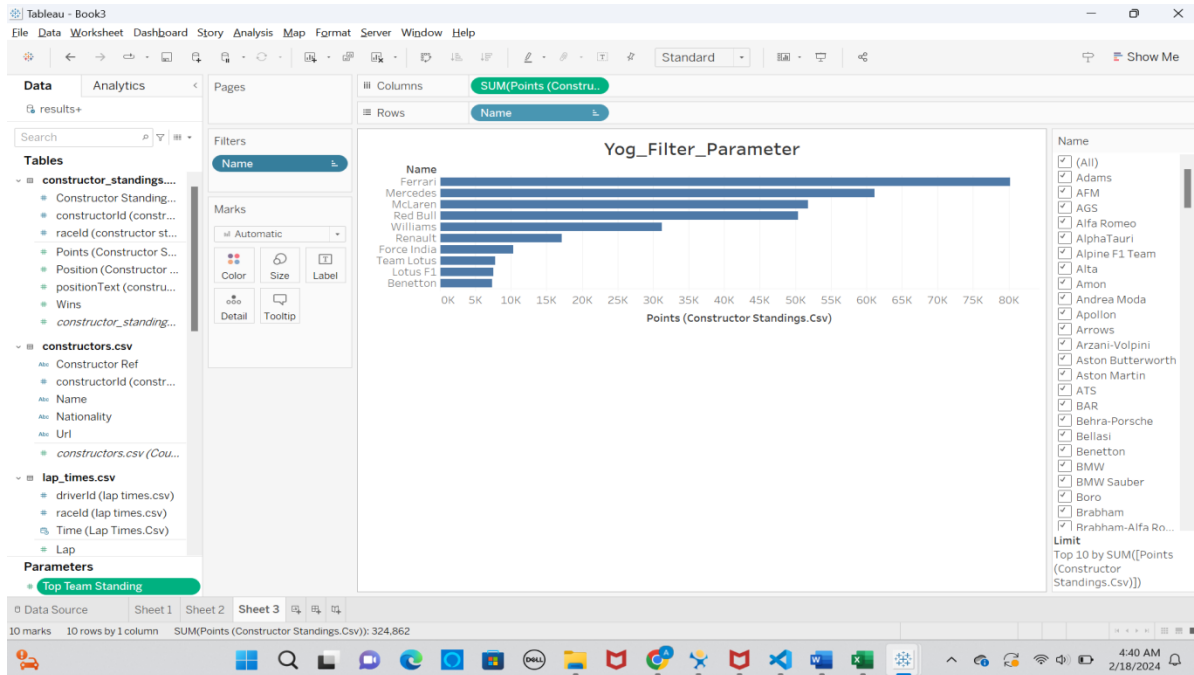 Tableau - Book3
File Data Worksheet Dashboard Story Analysis Map Format Server Window Help
Standard
Show Me
Data Analytics
results+
Search
Tables
constructor_standings....
Constructor Standing...
constructorId (constr...
raceId (constructor st...
Points (Constructor S...
Position (Constructor ...
positionText (constru...
Wins
constructor_standing...
constructors.csv
Abc Constructor Ref
constructorId (constr...
Abc Name
Abc Nationality
Abc Url
constructors.csv (Cou...
lap_times.csv
driverId (lap times.csv)
raceId (lap times.csv)
Time (Lap Times.Csv)
Lap
Parameters
Top Team Standing
Pages
Filters
Name
Marks
Automatic
Color Size Label
Detail Tooltip
Columns SUM(Points (Constru..
Rows Name
Yog_Filter_Parameter
Name
Ferrari
Mercedes
McLaren
Red Bull
Williams
Renault
Force India
Team Lotus
Lotus F1
Benetton
0K 5K 10K 15K 20K 25K 30K 35K 40K 45K 50K 55K 60K 65K 70K 75K 80K
Points (Constructor Standings.Csv)
Name
(All)
Adams
AFM
AGS
Alfa Romeo
AlphaTauri
Alpine F1 Team
Alta
Amon
Andrea Moda
Apollon
Arrows
Arzani-Volpini
Aston Butterworth
Aston Martin
ATS
BAR
Behra-Porsche
Bellasi
Benetton
BMW
BMW Sauber
Boro
Brabham
Brabham-Alfa Ro...
Limit
Top 10 by SUM([Points
(Constructor
Standings.Csv)])
Data Source Sheet 1 Sheet 2 Sheet 3
10 marks 10 rows by 1 column SUM(Points (Constructor Standings.Csv)): 324,862
DELL
4:40 AM
2/18/2024